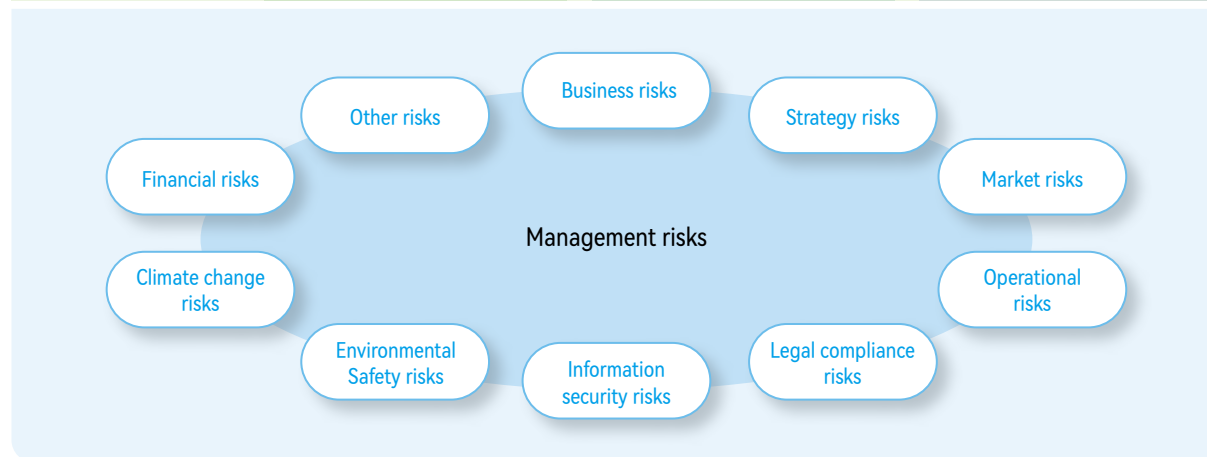 Business risks
Other risks
Strategy risks
Financial risks
Market risks
Management risks
Climate change
risks
Operational
risks
Environmental
Safety risks
Legal compliance
risks
Information
security risks